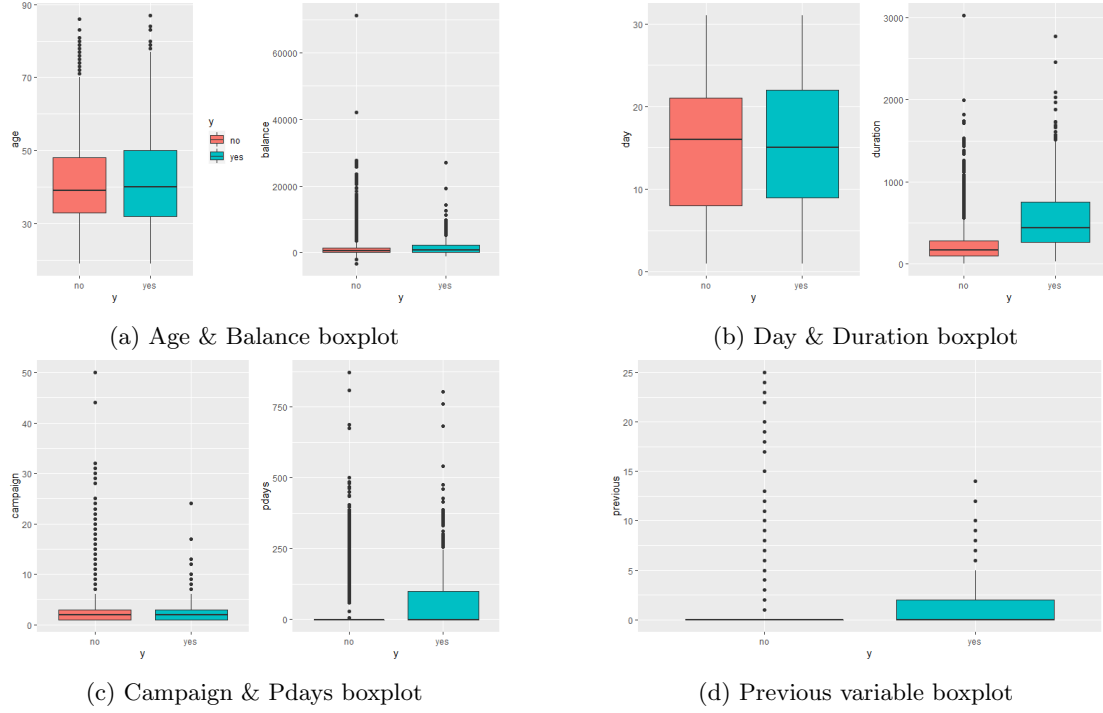 90
70
50
30
age
no
yes
y
y
no
yes
60000
40000
20000
0
balance
no
yes
y
30
20
10
0
day
no
yes
y
3000
2000
1000
0
duration
no
yes
y
(a) Age & Balance boxplot
(b) Day & Duration boxplot
50
40
30
20
10
0
campaign
no
yes
y
750
500
250
0
pdays
no
yes
y
25
20
15
10
5
0
previous
no
yes
y
(c) Campaign & Pdays boxplot
(d) Previous variable boxplot